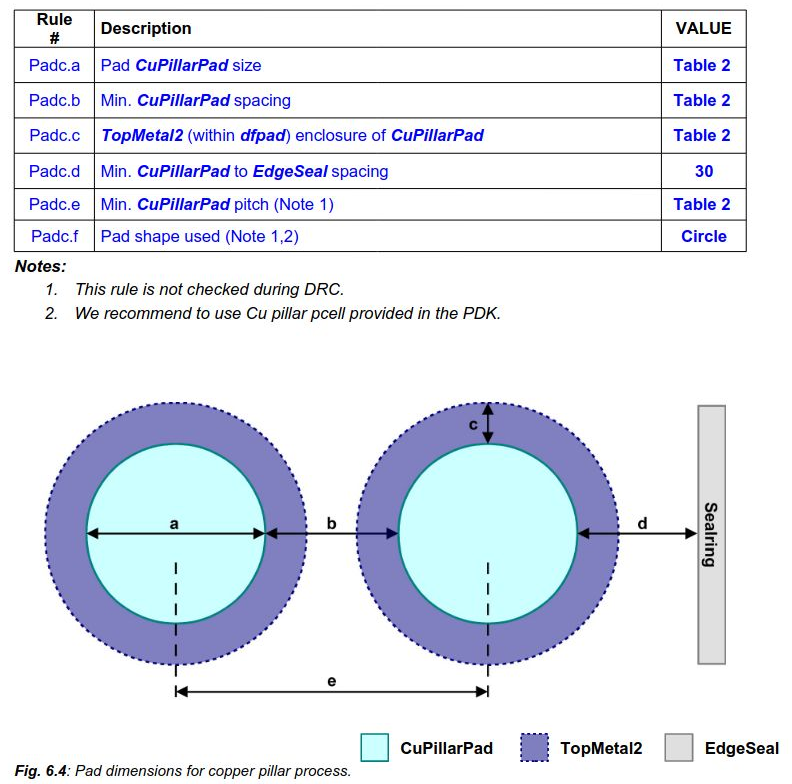 Rule # Description VALUE
Padc.a Pad CuPillarPad size Table 2
Padc.b Min. CuPillarPad spacing Table 2
Padc.c TopMetal2 (within dfpad) enclosure of CuPillarPad Table 2
Padc.d Min. CuPillarPad to EdgeSeal spacing 30
Padc.e Min. CuPillarPad pitch (Note 1) Table 2
Padc.f Pad shape used (Note 1,2) Circle
Notes:
1. This rule is not checked during DRC.
2. We recommend to use Cu pillar pcell provided in the PDK.
c
a
b
d
Sealring
e
CuPillarPad TopMetal2 EdgeSeal
Fig. 6.4: Pad dimensions for copper pillar process.